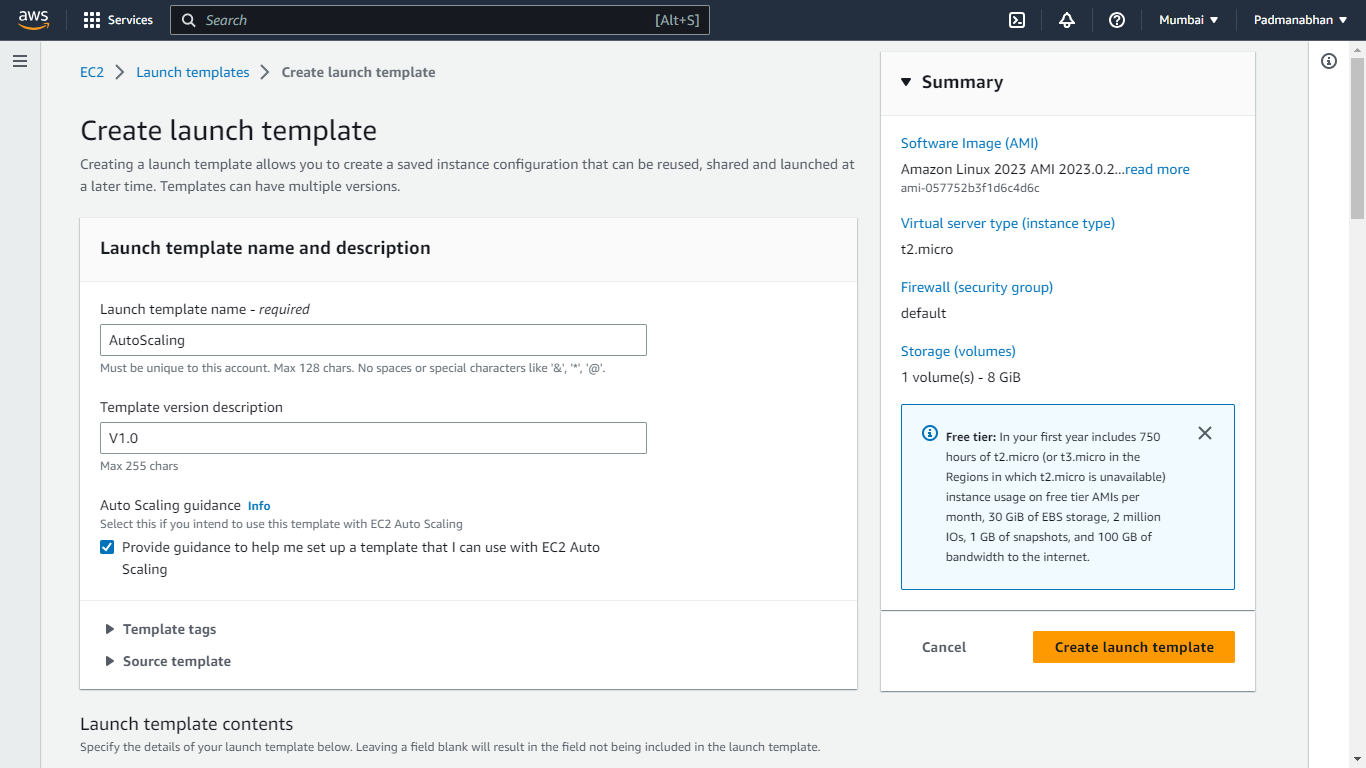 aws
Services
Search
[Alt+S]
Mumbai
Padmanabhan
EC2 > Launch templates > Create launch template
Create launch template
Creating a launch template allows you to create a saved instance configuration that can be reused, shared and launched at
a later time. Templates can have multiple versions.
Launch template name and description
Launch template name - required
AutoScaling
Must be unique to this account. Max 128 chars. No spaces or special characters like '&', '*', '@'.
Template version description
V1.0
Max 255 chars
Auto Scaling guidance Info
Select this if you intend to use this template with EC2 Auto Scaling
Provide guidance to help me set up a template that I can use with EC2 Auto
Scaling
Template tags
Source template
Launch template contents
Specify the details of your launch template below. Leaving a field blank will result in the field not being included in the launch template.
Summary
Software Image (AMI)
Amazon Linux 2023 AMI 2023.0.2...read more
ami-057752b3f1d6c4d6c
Virtual server type (instance type)
t2.micro
Firewall (security group)
default
Storage (volumes)
1 volume(s) - 8 GiB
Free tier: In your first year includes 750
hours of t2.micro (or t3.micro in the
Regions in which t2.micro is unavailable)
instance usage on free tier AMIs per
month, 30 GiB of EBS storage, 2 million
IOs, 1 GB of snapshots, and 100 GB of
bandwidth to the internet.
Cancel
Create launch template